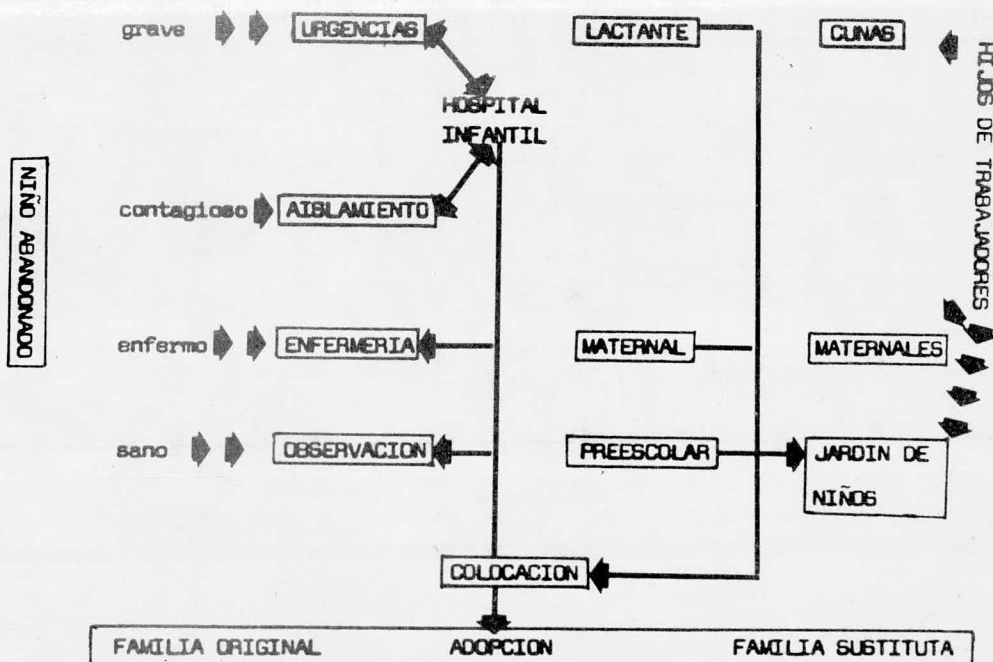 grave URGENCIAS LACTANTE CUNAS
HOSPITAL
INFANTIL
HIJOS DE TRABAJADORES
NIÑO ABANDONADO
contagioso AISLAMIENTO
enfermo ENFERMERIA MATERNAL MATERNALES
sano OBSERVACION PREESCOLAR JARDIN DE
NIÑOS
COLOCACION
FAMILIA ORIGINAL ADOPCION FAMILIA SUSTITUTA